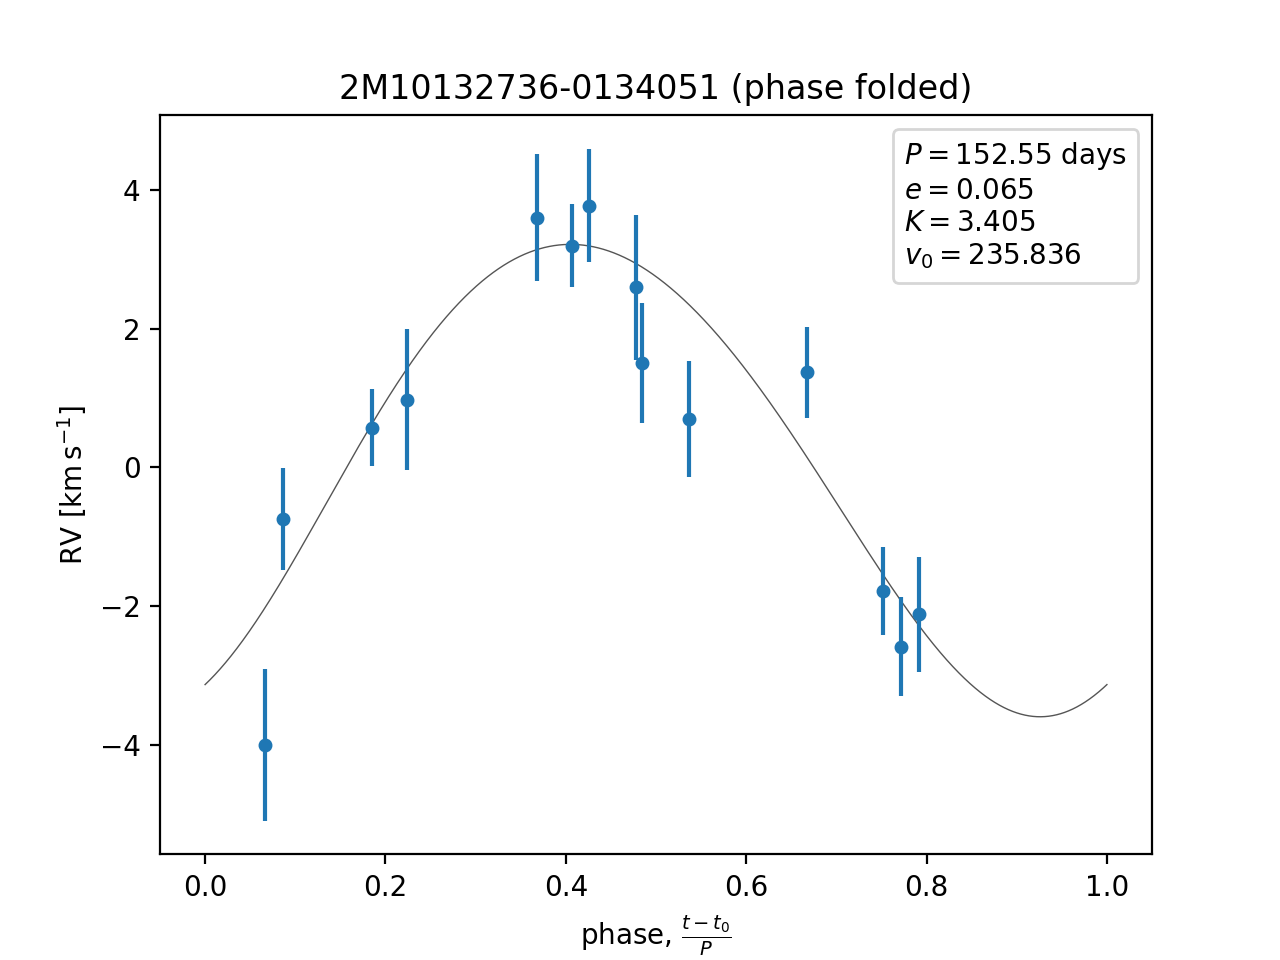 2M10132736-0134051 (phase folded)
P = 152.55 days
e = 0.065
K = 3.405
v₀ = 235.836
RV [km s⁻¹]
4
2
0
−2
−4
0.0 0.2 0.4 0.6 0.8 1.0
phase, (t − t₀)/P